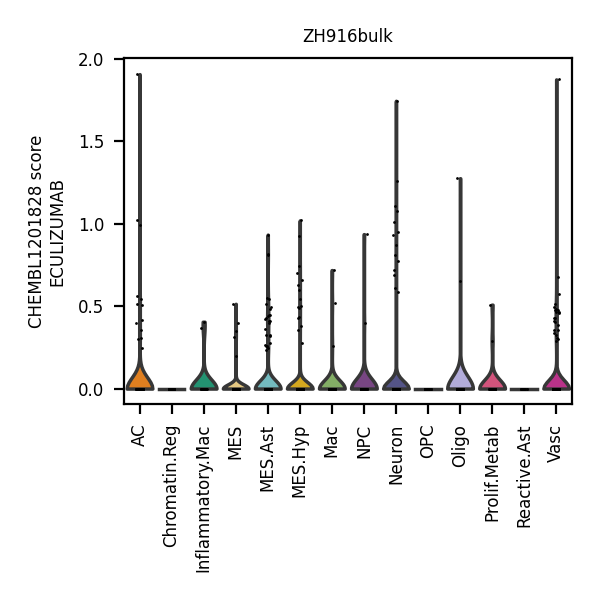 ZH916bulk
CHEMBL1201828 score
ECULIZUMAB
2.0
1.5
1.0
0.5
0.0
AC
Chromatin.Reg
Inflammatory.Mac
MES
MES.Ast
MES.Hyp
Mac
NPC
Neuron
OPC
Oligo
Prolif.Metab
Reactive.Ast
Vasc